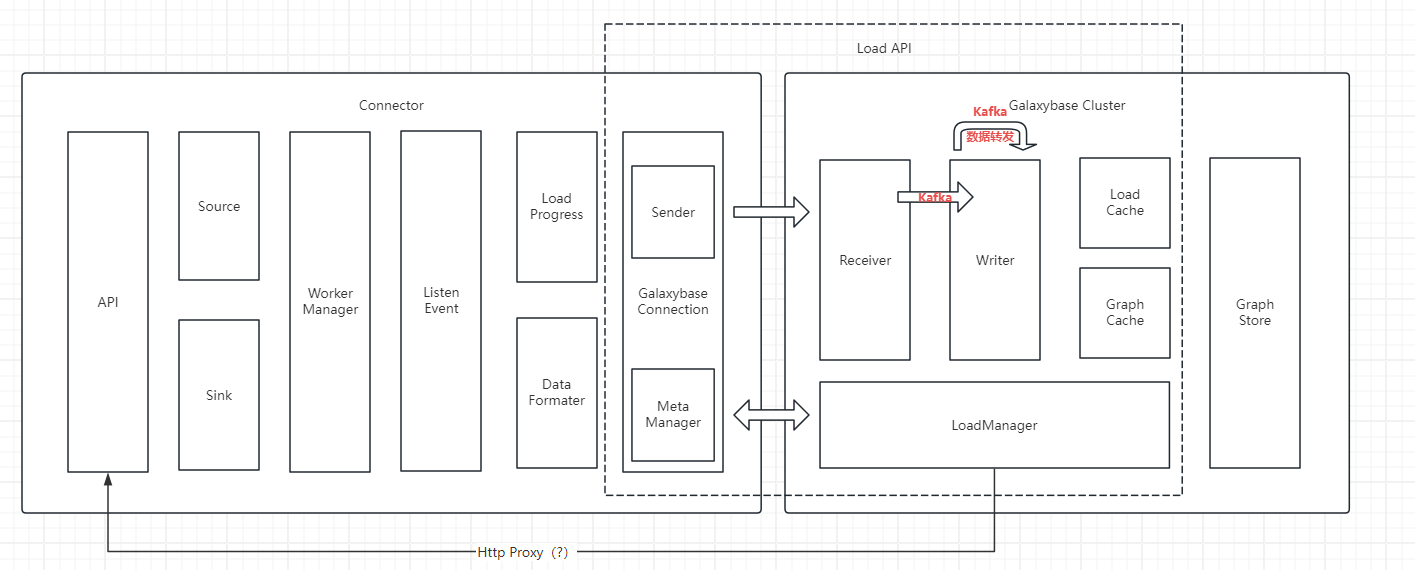 Load API
Connector
Galaxybase Cluster
Kafka
数据转发
API
Source
Sink
Worker
Manager
Listen
Event
Load
Progress
Data
Formater
Sender
Galaxybase
Connection
Meta
Manager
Receiver
Kafka
Writer
Load
Cache
Graph
Cache
LoadManager
Graph
Store
Http Proxy（?）